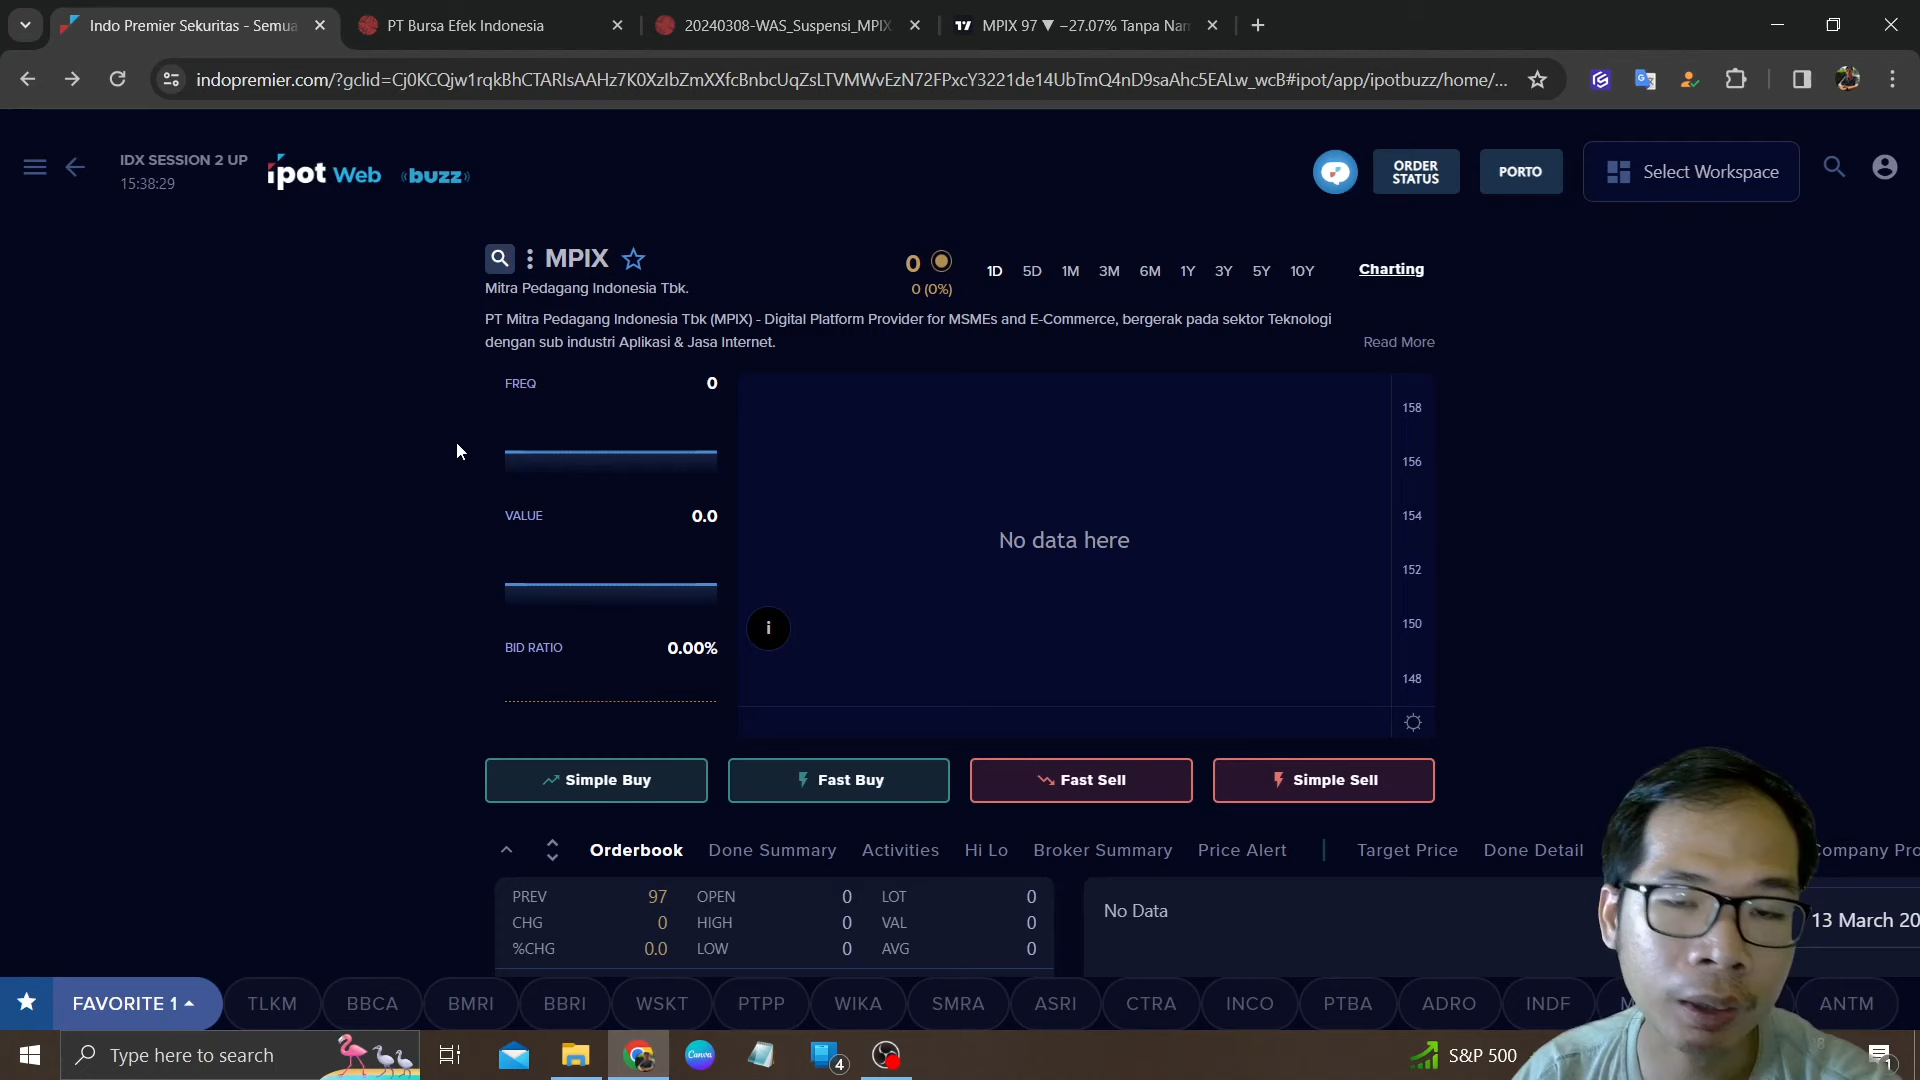 Indo Premier Sekuritas - Semua
PT Bursa Efek Indonesia
20240308-WAS_Suspensi_MPIX
MPIX 97 ▼ −27.07% Tanpa Nam
indopremier.com/?gclid=Cj0KCQjw1rqkBhCTARIsAAHz7K0XzIbZmXXfcBnbcUqZsLTVMWvEzN72FPxcY3221de14UbTmQ4nD9saAhc5EALw_wcB#ipot/app/ipotbuzz/home/...
IDX SESSION 2 UP
15:38:29
ipot Web
buzz
ORDER STATUS
PORTO
Select Workspace
MPIX
Mitra Pedagang Indonesia Tbk.
0
0 (0%)
1D 5D 1M 3M 6M 1Y 3Y 5Y 10Y
Charting
PT Mitra Pedagang Indonesia Tbk (MPIX) - Digital Platform Provider for MSMEs and E-Commerce, bergerak pada sektor Teknologi
dengan sub industri Aplikasi & Jasa Internet.
Read More
FREQ 0
VALUE 0.0
BID RATIO 0.00%
No data here
i
158
156
154
152
150
148
Simple Buy
Fast Buy
Fast Sell
Simple Sell
Orderbook Done Summary Activities Hi Lo Broker Summary Price Alert Target Price Done Detail Company Pro
PREV 97 OPEN 0 LOT 0
CHG 0 HIGH 0 VAL 0
%CHG 0.0 LOW 0 AVG 0
No Data
13 March 20
FAVORITE 1 TLKM BBCA BMRI BBRI WSKT PTPP WIKA SMRA ASRI CTRA INCO PTBA ADRO INDF ANTM
Type here to search
Canva
4
S&P 500
1